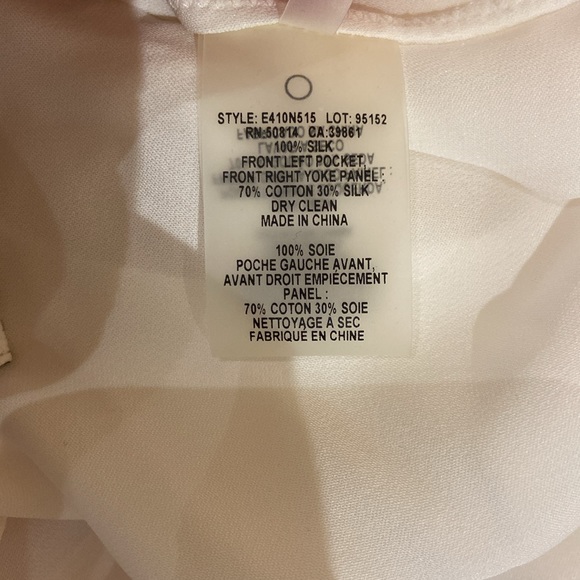 STYLE: E410N515 LOT: 95152
RN:50814 CA:39861
100% SILK
FRONT LEFT POCKET,
FRONT RIGHT YOKE PANEL :
70% COTTON 30% SILK
DRY CLEAN
MADE IN CHINA
100% SOIE
POCHE GAUCHE AVANT,
AVANT DROIT EMPIÈCEMENT
PANEL :
70% COTON 30% SOIE
NETTOYAGE À SEC
FABRIQUÉ EN CHINE